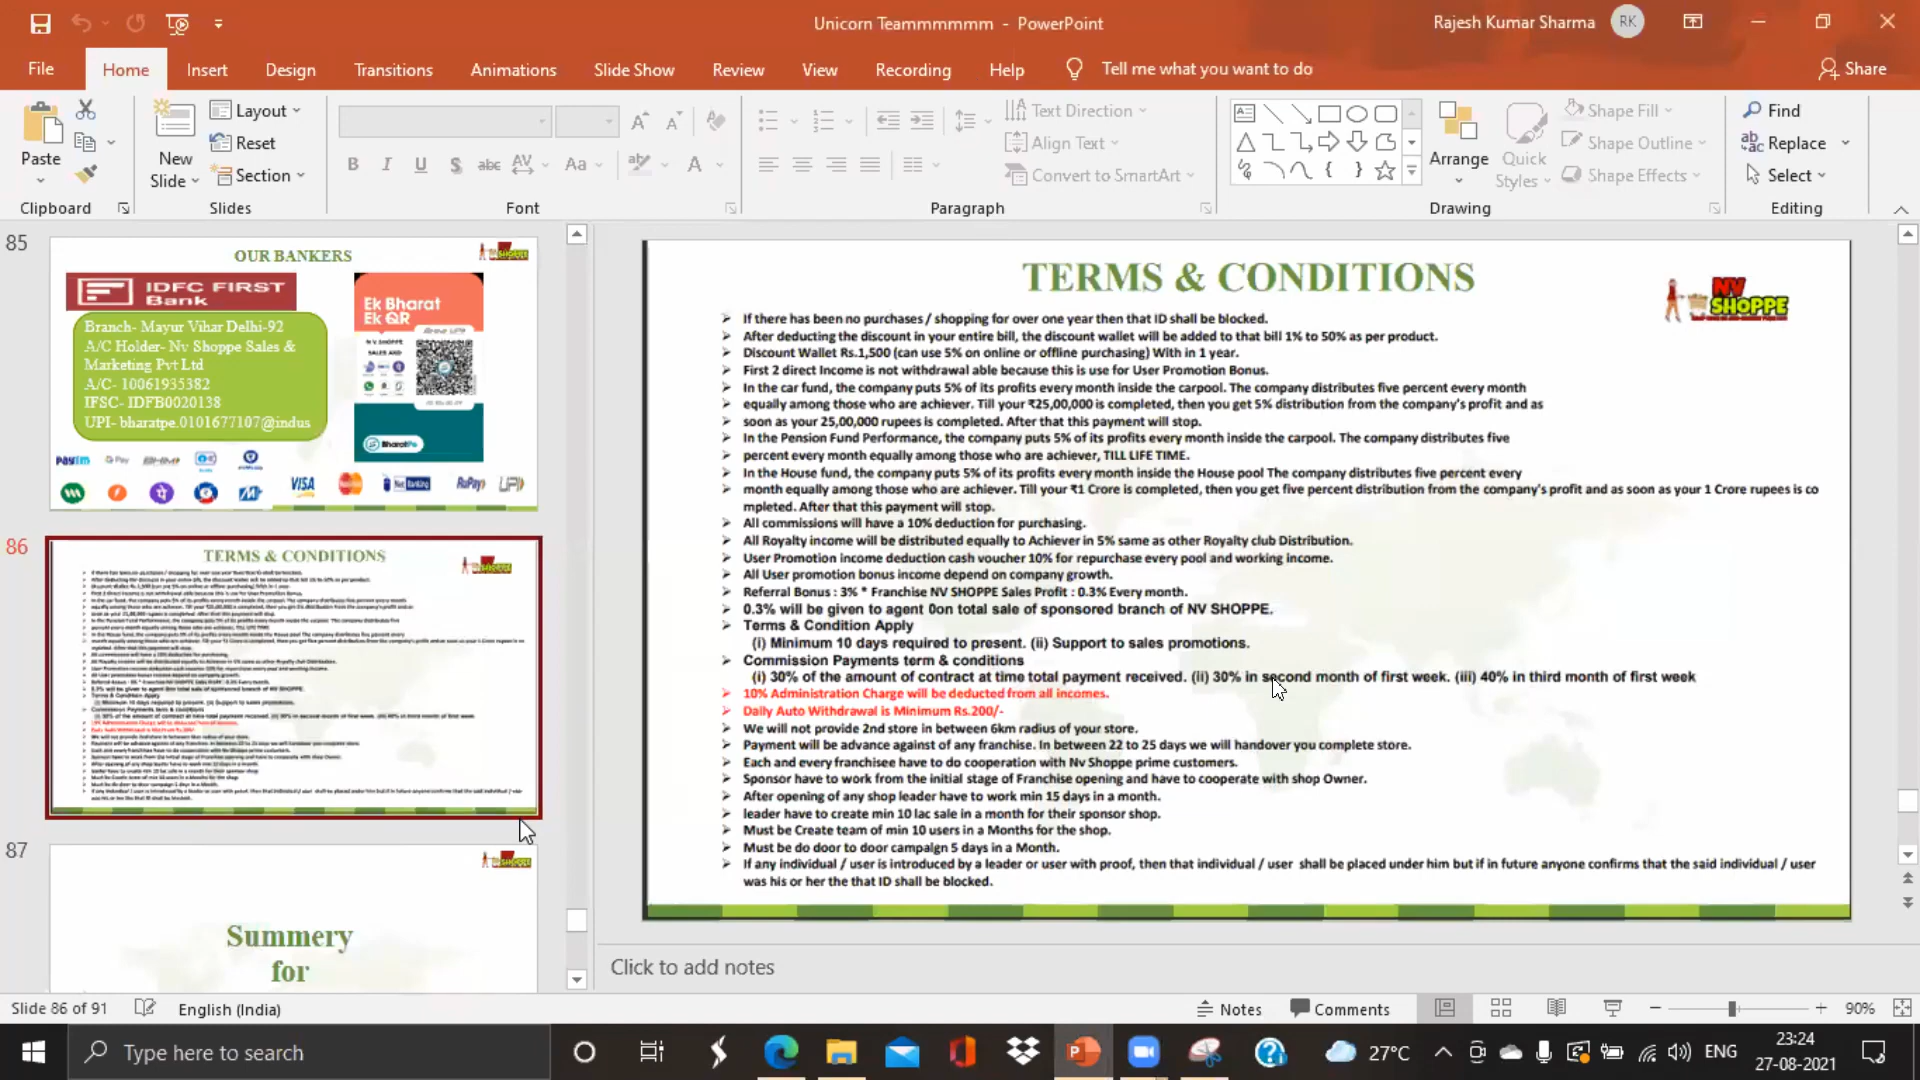 Unicorn Teammmmmm - PowerPoint
Rajesh Kumar Sharma RK
File Home Insert Design Transitions Animations Slide Show Review View Recording Help Tell me what you want to do Share
Paste
New Slide
Layout
Reset
Section
Text Direction
Align Text
Convert to SmartArt
Arrange
Quick Styles
Shape Fill
Shape Outline
Shape Effects
Find
Replace
Select
Clipboard Slides Font Paragraph Drawing Editing
85
OUR BANKERS
NV SHOPPE
IDFC FIRST
Bank
Branch- Mayur Vihar Delhi-92
A/C Holder- Nv Shoppe Sales &
Marketing Pvt Ltd
A/C- 10061935382
IFSC- IDFB0020138
UPI- bharatpe.0101677107@indus
Ek Bharat
Ek QR
NV SHOPPE
SALES AND
BharatPe
Paytm G Pay BHIM
VISA MasterCard Net Banking RuPay UPI
86
TERMS & CONDITIONS
87
Summery
for
TERMS & CONDITIONS
NV
SHOPPE
➢ If there has been no purchases / shopping for over one year then that ID shall be blocked.
➢ After deducting the discount in your entire bill, the discount wallet will be added to that bill 1% to 50% as per product.
➢ Discount Wallet Rs.1,500 (can use 5% on online or offline purchasing) With in 1 year.
➢ First 2 direct Income is not withdrawal able because this is use for User Promotion Bonus.
➢ In the car fund, the company puts 5% of its profits every month inside the carpool. The company distributes five percent every month
➢ equally among those who are achiever. Till your ₹25,00,000 is completed, then you get 5% distribution from the company's profit and as
➢ soon as your 25,00,000 rupees is completed. After that this payment will stop.
➢ In the Pension Fund Performance, the company puts 5% of its profits every month inside the carpool. The company distributes five
➢ percent every month equally among those who are achiever, TILL LIFE TIME.
➢ In the House fund, the company puts 5% of its profits every month inside the House pool The company distributes five percent every
➢ month equally among those who are achiever. Till your ₹1 Crore is completed, then you get five percent distribution from the company's profit and as soon as your 1 Crore rupees is co
mpleted. After that this payment will stop.
➢ All commissions will have a 10% deduction for purchasing.
➢ All Royalty income will be distributed equally to Achiever in 5% same as other Royalty club Distribution.
➢ User Promotion income deduction cash voucher 10% for repurchase every pool and working income.
➢ All User promotion bonus income depend on company growth.
➢ Referral Bonus : 3% * Franchise NV SHOPPE Sales Profit : 0.3% Every month.
➢ 0.3% will be given to agent 0on total sale of sponsored branch of NV SHOPPE.
➢ Terms & Condition Apply
(i) Minimum 10 days required to present. (ii) Support to sales promotions.
➢ Commission Payments term & conditions
(i) 30% of the amount of contract at time total payment received. (ii) 30% in second month of first week. (iii) 40% in third month of first week
➢ 10% Administration Charge will be deducted from all incomes.
➢ Daily Auto Withdrawal is Minimum Rs.200/-
➢ We will not provide 2nd store in between 6km radius of your store.
➢ Payment will be advance against of any franchise. In between 22 to 25 days we will handover you complete store.
➢ Each and every franchisee have to do cooperation with Nv Shoppe prime customers.
➢ Sponsor have to work from the initial stage of Franchise opening and have to cooperate with shop Owner.
➢ After opening of any shop leader have to work min 15 days in a month.
➢ leader have to create min 10 lac sale in a month for their sponsor shop.
➢ Must be Create team of min 10 users in a Months for the shop.
➢ Must be do door to door campaign 5 days in a Month.
➢ If any individual / user is introduced by a leader or user with proof, then that individual / user shall be placed under him but if in future anyone confirms that the said individual / user
was his or her the that ID shall be blocked.
Click to add notes
Slide 86 of 91 English (India) Notes Comments 90%
Type here to search
27°C ENG
23:24
27-08-2021